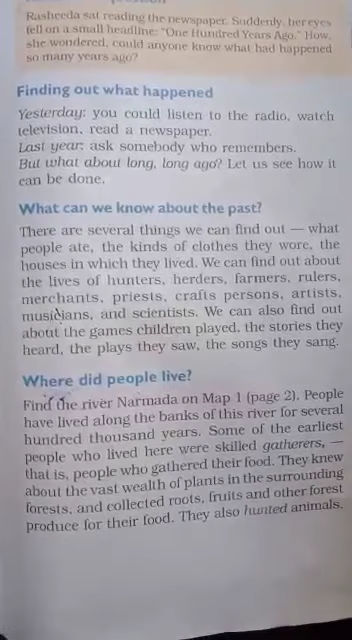 Rasheeda sat reading the newspaper. Suddenly, her eyes
fell on a small headline: "One Hundred Years Ago." How,
she wondered, could anyone know what had happened
so many years ago?
Finding out what happened
Yesterday: you could listen to the radio, watch
television, read a newspaper.
Last year: ask somebody who remembers.
But what about long, long ago? Let us see how it
can be done.
What can we know about the past?
There are several things we can find out — what
people ate, the kinds of clothes they wore, the
houses in which they lived. We can find out about
the lives of hunters, herders, farmers, rulers,
merchants, priests, crafts persons, artists,
musicians, and scientists. We can also find out
about the games children played, the stories they
heard, the plays they saw, the songs they sang.
Where did people live?
Find the river Narmada on Map 1 (page 2). People
have lived along the banks of this river for several
hundred thousand years. Some of the earliest
people who lived here were skilled gatherers, —
that is, people who gathered their food. They knew
about the vast wealth of plants in the surrounding
forests, and collected roots, fruits and other forest
produce for their food. They also hunted animals.